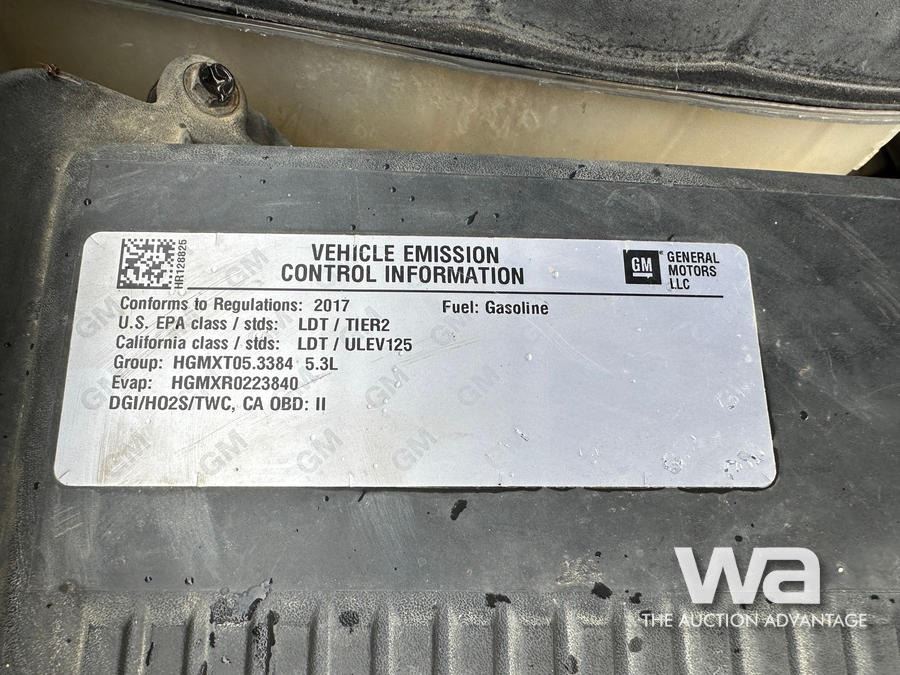 VEHICLE EMISSION
CONTROL INFORMATION
GM
GENERAL
MOTORS
LLC
HR128825
Conforms to Regulations: 2017
Fuel: Gasoline
U.S. EPA class / stds: LDT / TIER2
California class / stds: LDT / ULEV125
Group: HGMXT05.3384 5.3L
Evap: HGMXR0223840
DGI/HO2S/TWC, CA OBD: II
wa
THE AUCTION ADVANTAGE